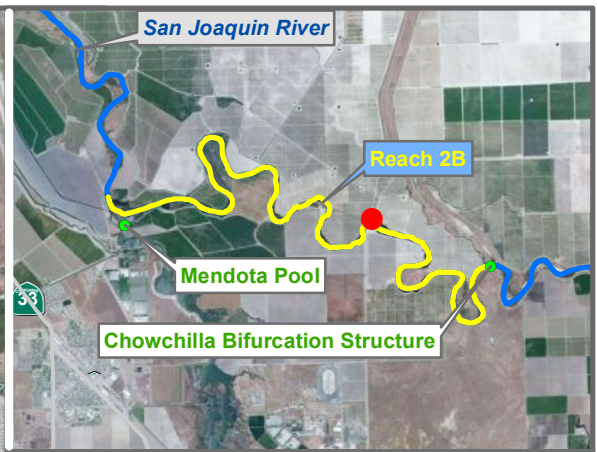 San Joaquin River
Reach 2B
Mendota Pool
33
Chowchilla Bifurcation Structure